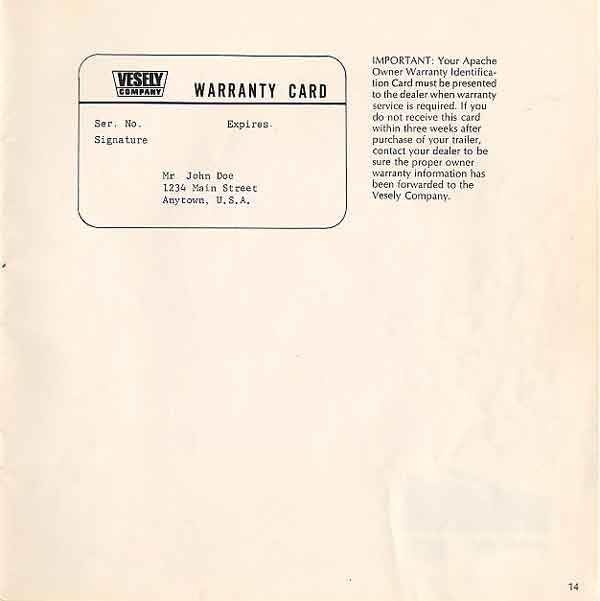 VESELY
COMPANY
WARRANTY CARD
Ser. No. Expires.
Signature
Mr John Doe
1234 Main Street
Anytown, U.S.A.
IMPORTANT: Your Apache
Owner Warranty Identifica-
tion Card must be presented
to the dealer when warranty
service is required. If you
do not receive this card
within three weeks after
purchase of your trailer,
contact your dealer to be
sure the proper owner
warranty information has
been forwarded to the
Vesely Company.
14